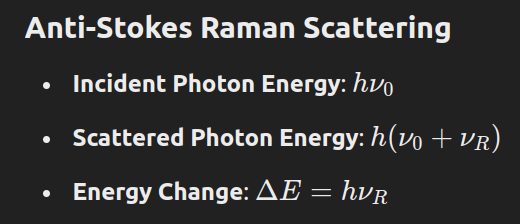 Anti-Stokes Raman Scattering
• Incident Photon Energy: hν₀
• Scattered Photon Energy: h(ν₀ + ν_R)
• Energy Change: ΔE = hν_R